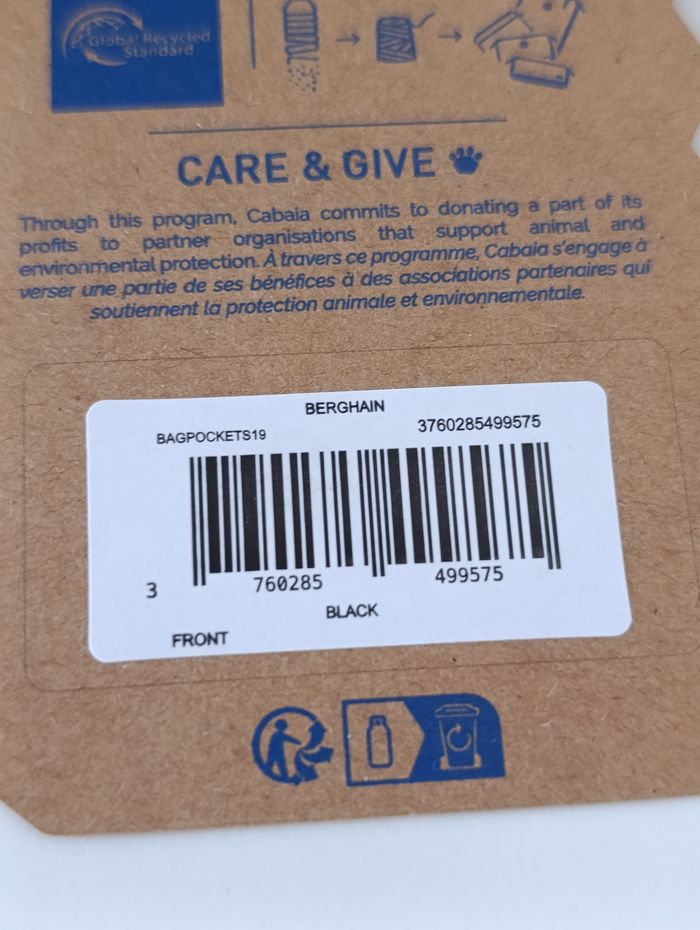 Global Recycled
Standard
CARE & GIVE
Through this program, Cabaia commits to donating a part of its
profits to partner organisations that support animal and
environmental protection. À travers ce programme, Cabaia s'engage à
verser une partie de ses bénéfices à des associations partenaires qui
soutiennent la protection animale et environnementale.
BERGHAIN
BAGPOCKETS19 3760285499575
3 760285 499575
BLACK
FRONT